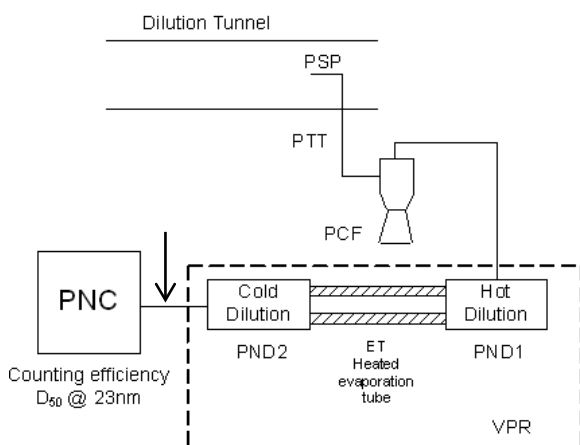 Dilution Tunnel
PSP
PTT
PCF
PNC
Cold
Dilution
Hot
Dilution
PND2
ET
Heated
evaporation
tube
PND1
Counting efficiency
D₅₀ @ 23nm
VPR